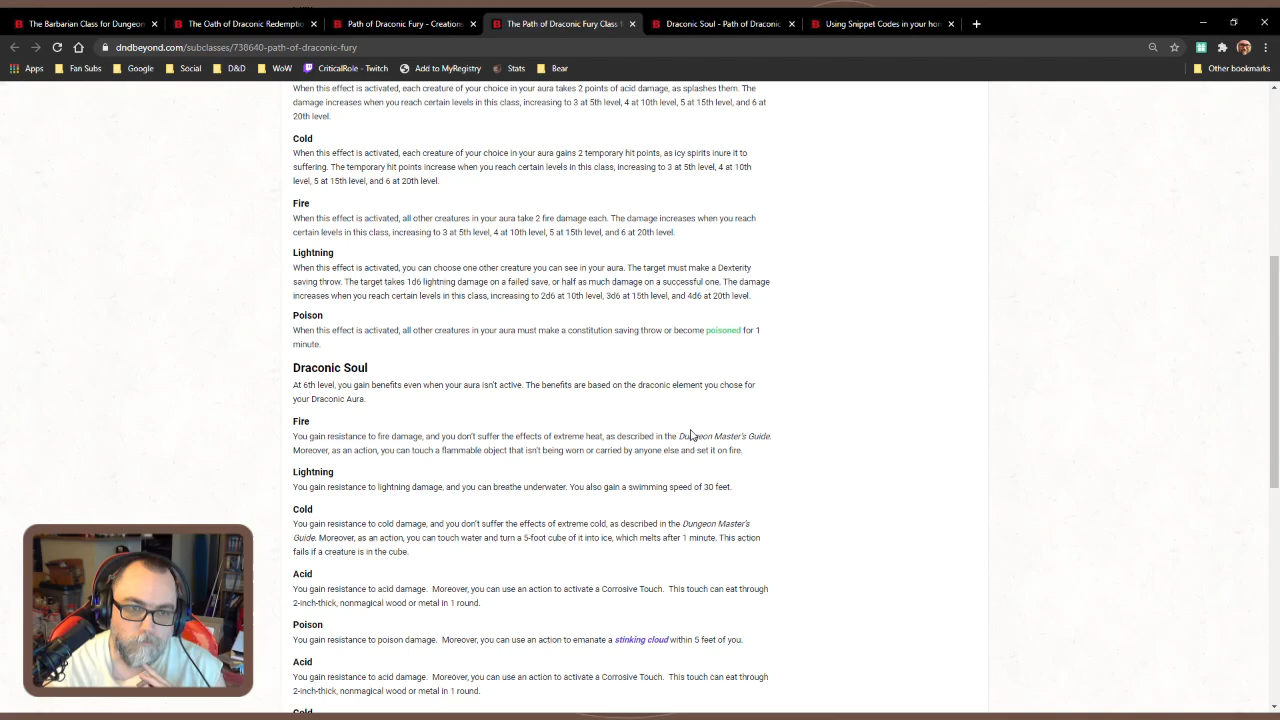 The Barbarian Class for Dungeon
The Oath of Draconic Redemption
Path of Draconic Fury - Creations
The Path of Draconic Fury Class
Draconic Soul - Path of Draconic
Using Snippet Codes in your hom
dndbeyond.com/subclasses/738640-path-of-draconic-fury
Apps
Fan Subs
Google
Social
D&D
WoW
CriticalRole - Twitch
Add to MyRegistry
Stats
Bear
Other bookmarks
When this effect is activated, each creature of your choice in your aura takes 2 points of acid damage, as splashes them. The
damage increases when you reach certain levels in this class, increasing to 3 at 5th level, 4 at 10th level, 5 at 15th level, and 6 at
20th level.
Cold
When this effect is activated, each creature of your choice in your aura gains 2 temporary hit points, as icy spirits inure it to
suffering. The temporary hit points increase when you reach certain levels in this class, increasing to 3 at 5th level, 4 at 10th
level, 5 at 15th level, and 6 at 20th level.
Fire
When this effect is activated, all other creatures in your aura take 2 fire damage each. The damage increases when you reach
certain levels in this class, increasing to 3 at 5th level, 4 at 10th level, 5 at 15th level, and 6 at 20th level.
Lightning
When this effect is activated, you can choose one other creature you can see in your aura. The target must make a Dexterity
saving throw. The target takes 1d6 lightning damage on a failed save, or half as much damage on a successful one. The damage
increases when you reach certain levels in this class, increasing to 2d6 at 10th level, 3d6 at 15th level, and 4d6 at 20th level.
Poison
When this effect is activated, all other creatures in your aura must make a constitution saving throw or become poisoned for 1
minute.
Draconic Soul
At 6th level, you gain benefits even when your aura isn't active. The benefits are based on the draconic element you chose for
your Draconic Aura.
Fire
You gain resistance to fire damage, and you don't suffer the effects of extreme heat, as described in the Dungeon Master's Guide.
Moreover, as an action, you can touch a flammable object that isn't being worn or carried by anyone else and set it on fire.
Lightning
You gain resistance to lightning damage, and you can breathe underwater. You also gain a swimming speed of 30 feet.
Cold
You gain resistance to cold damage, and you don't suffer the effects of extreme cold, as described in the Dungeon Master's
Guide. Moreover, as an action, you can touch water and turn a 5-foot cube of it into ice, which melts after 1 minute. This action
fails if a creature is in the cube.
Acid
You gain resistance to acid damage. Moreover, you can use an action to activate a Corrosive Touch. This touch can eat through
2-inch-thick, nonmagical wood or metal in 1 round.
Poison
You gain resistance to poison damage. Moreover, you can use an action to emanate a stinking cloud within 5 feet of you.
Acid
You gain resistance to acid damage. Moreover, you can use an action to activate a Corrosive Touch. This touch can eat through
2-inch-thick, nonmagical wood or metal in 1 round.
Cold